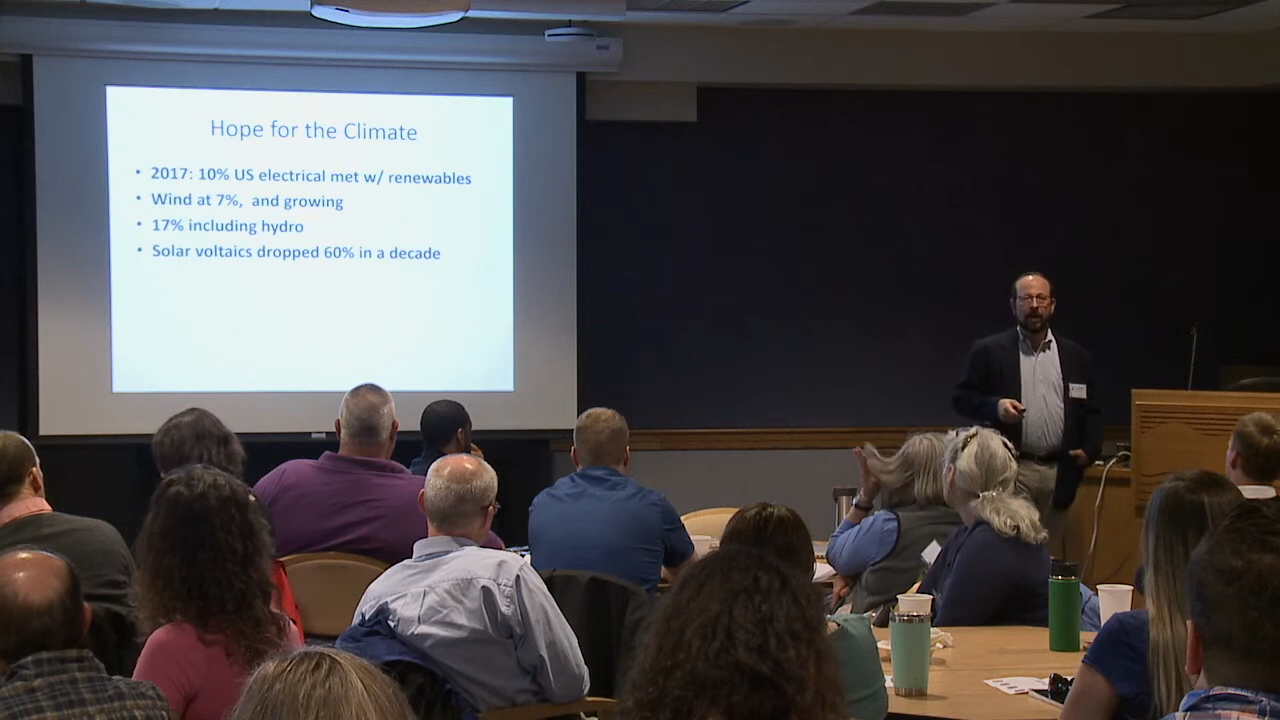 Hope for the Climate
• 2017: 10% US electrical met w/ renewables
• Wind at 7%,  and growing
• 17% including hydro
• Solar voltaics dropped 60% in a decade